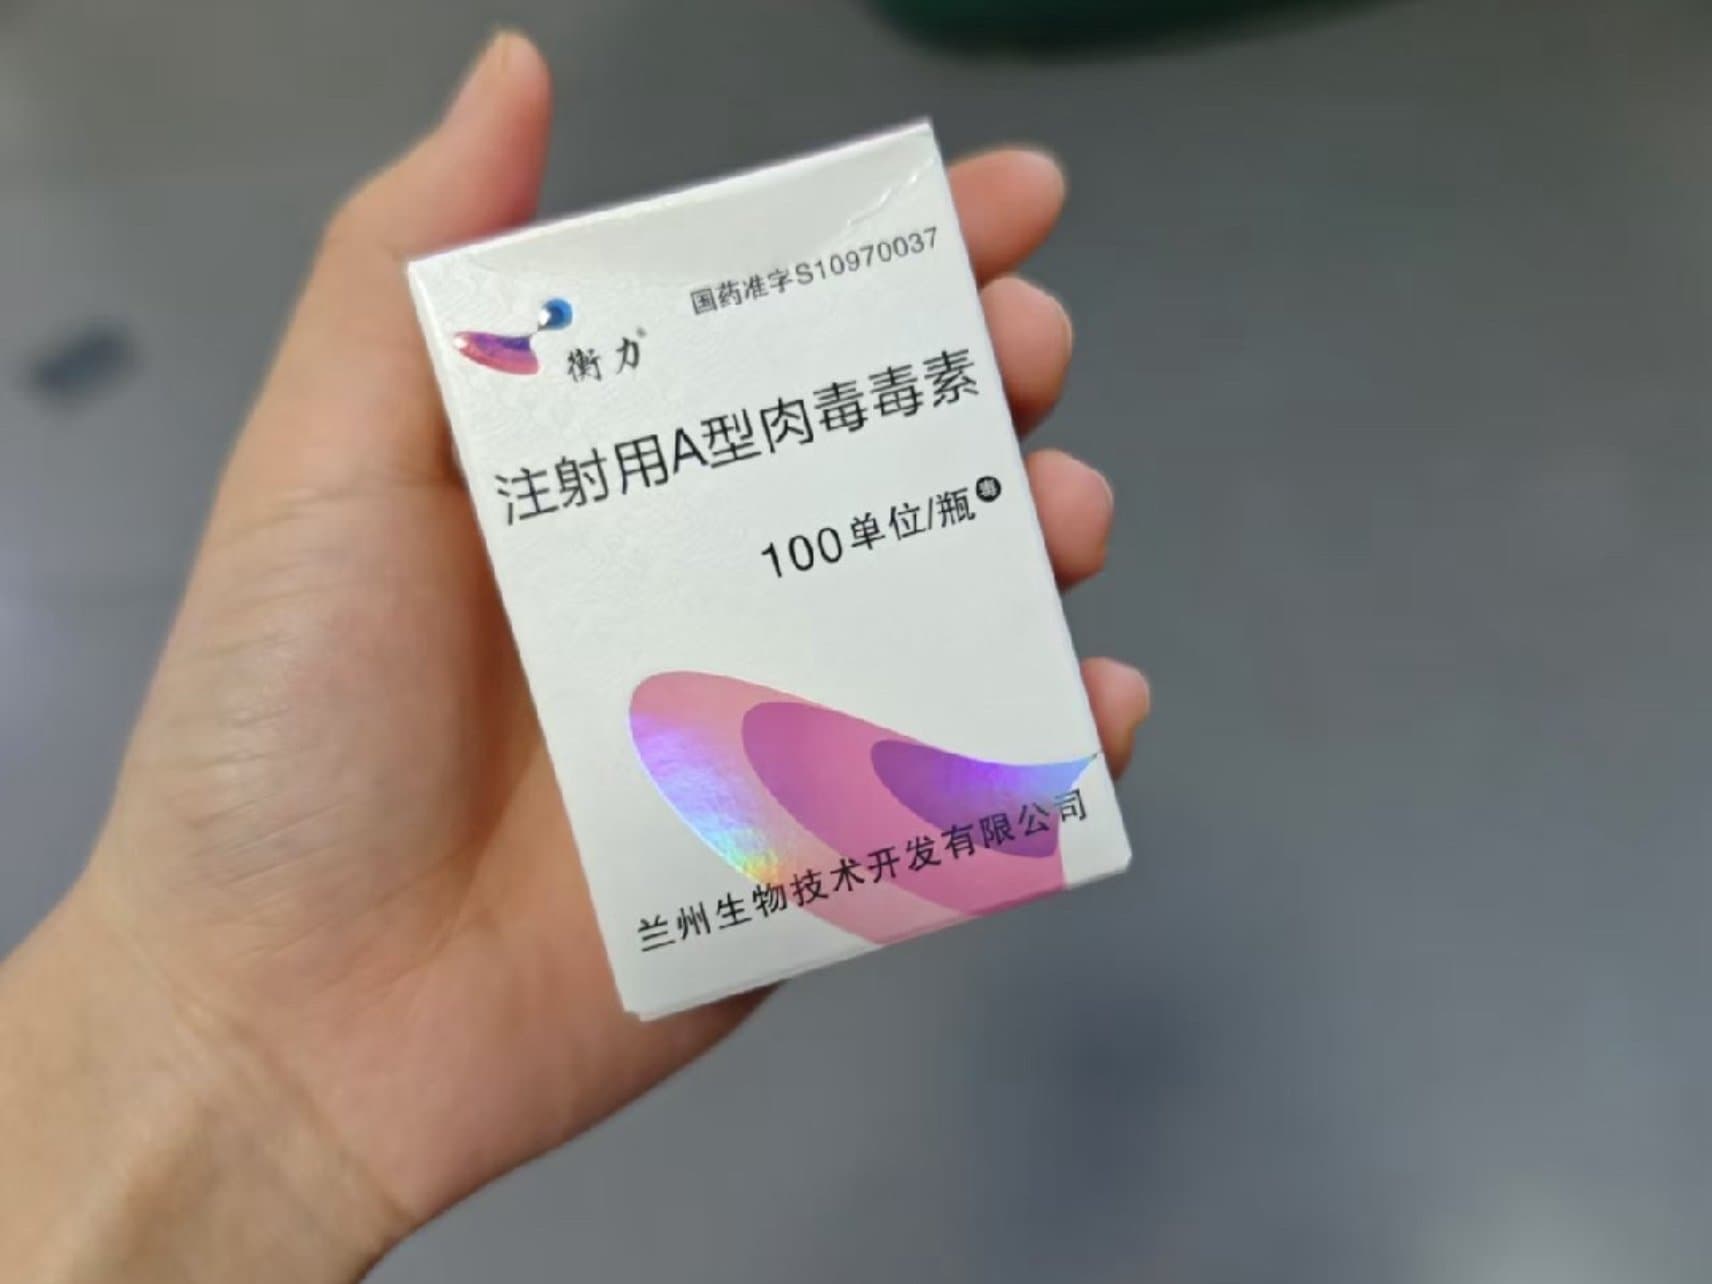 国药准字S10970037
衡力®
注射用A型肉毒毒素
100单位/瓶 毒
兰州生物技术开发有限公司